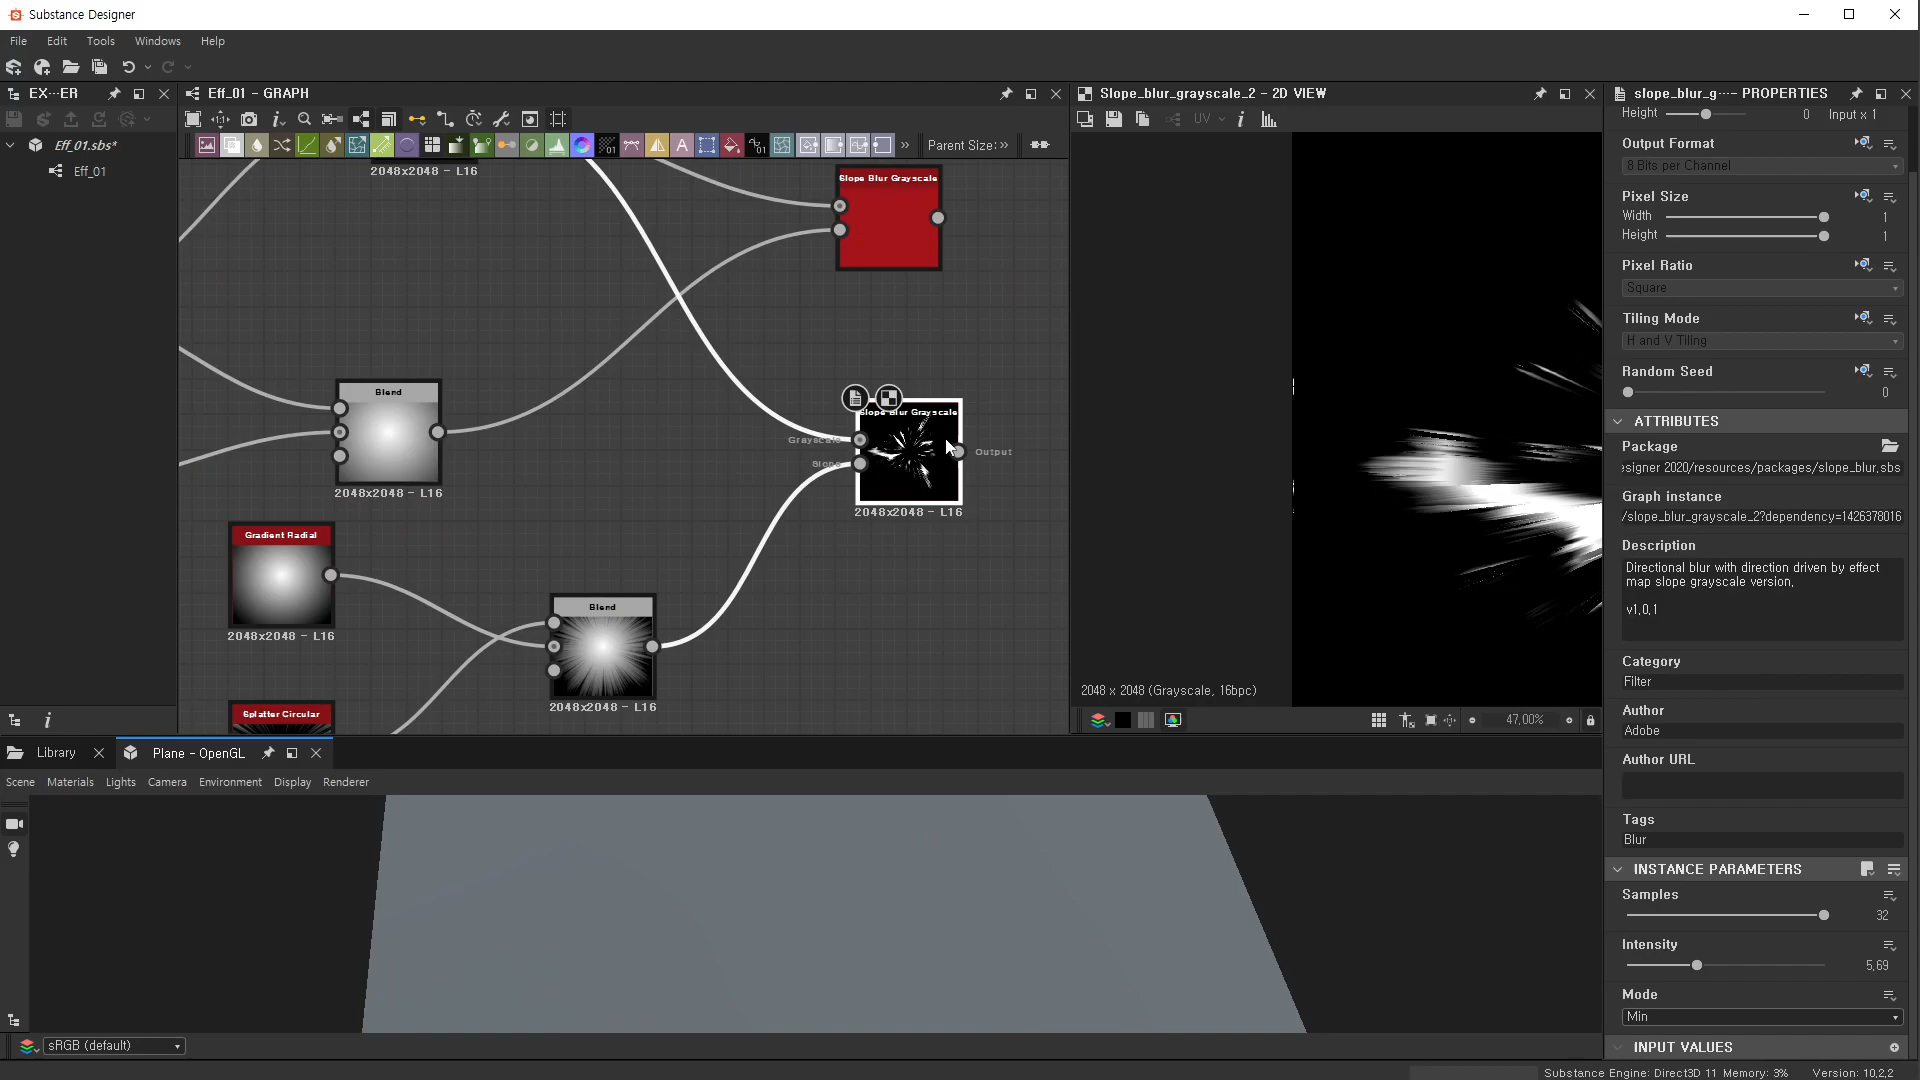 Substance Designer
File Edit Tools Windows Help
EX···ER
Eff_01 - GRAPH
Slope_blur_grayscale_2 - 2D VIEW
slope_blur_g··· - PROPERTIES
UV
Parent Size:
Eff_01.sbs*
Eff_01
2048x2048 - L16
Slope Blur Grayscale
Blend
2048x2048 - L16
Grayscale
Slope
Slope Blur Grayscale
Output
2048x2048 - L16
Gradient Radial
2048x2048 - L16
Blend
2048x2048 - L16
Splatter Circular
2048 x 2048 (Grayscale, 16bpc)
47,00%
Height 0 Input x 1
Output Format
8 Bits per Channel
Pixel Size
Width 1
Height 1
Pixel Ratio
Square
Tiling Mode
H and V Tiling
Random Seed
0
ATTRIBUTES
Package
esigner 2020/resources/packages/slope_blur,sbs
Graph instance
/slope_blur_grayscale_2?dependency=1426378016
Description
Directional blur with direction driven by effect
map slope grayscale version,
v1,0,1
Category
Filter
Author
Adobe
Author URL
Tags
Blur
INSTANCE PARAMETERS
Samples
32
Intensity
5,69
Mode
Min
INPUT VALUES
Library
Plane - OpenGL
Scene Materials Lights Camera Environment Display Renderer
sRGB (default)
Substance Engine: Direct3D 11 Memory: 3% Version: 10,2,2